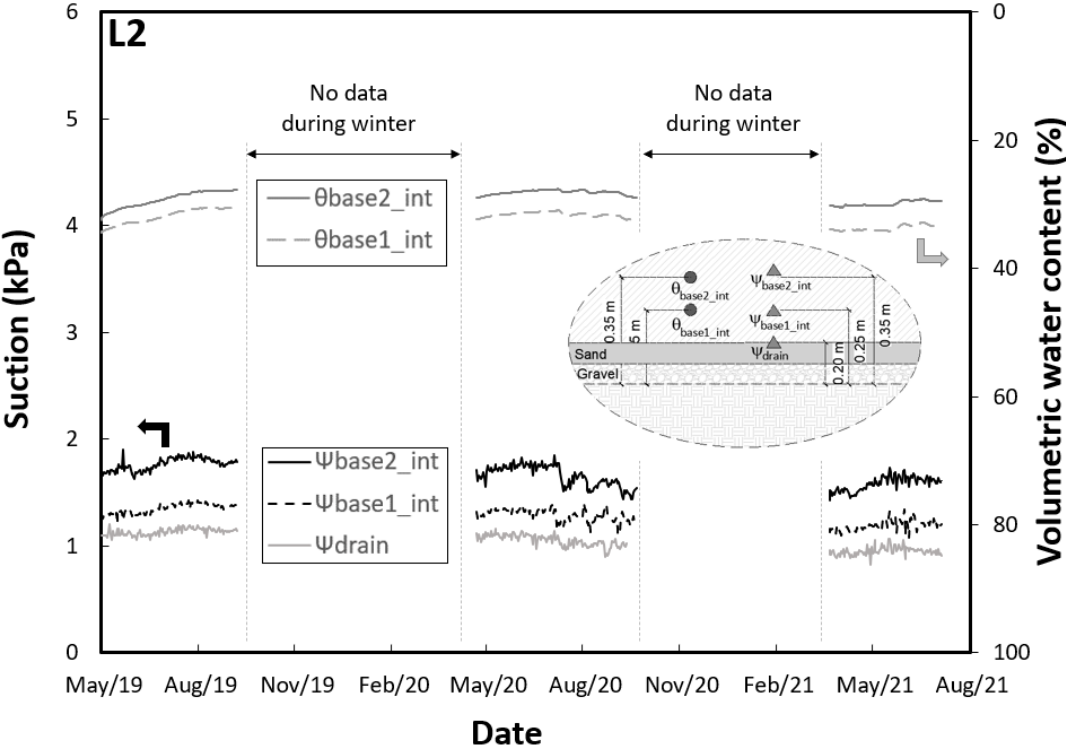 L2
6
5
4
3
2
1
0
Suction (kPa)
0
20
40
60
80
100
Volumetric water content (%)
No data
during winter
No data
during winter
θbase2_int
θbase1_int
θbase2_int
θbase1_int
Ψbase2_int
Ψbase1_int
Ψdrain
0.35 m
5 m
0.20 m
0.25 m
0.35 m
Sand
Gravel
Ψbase2_int
Ψbase1_int
Ψdrain
May/19 Aug/19 Nov/19 Feb/20 May/20 Aug/20 Nov/20 Feb/21 May/21 Aug/21
Date